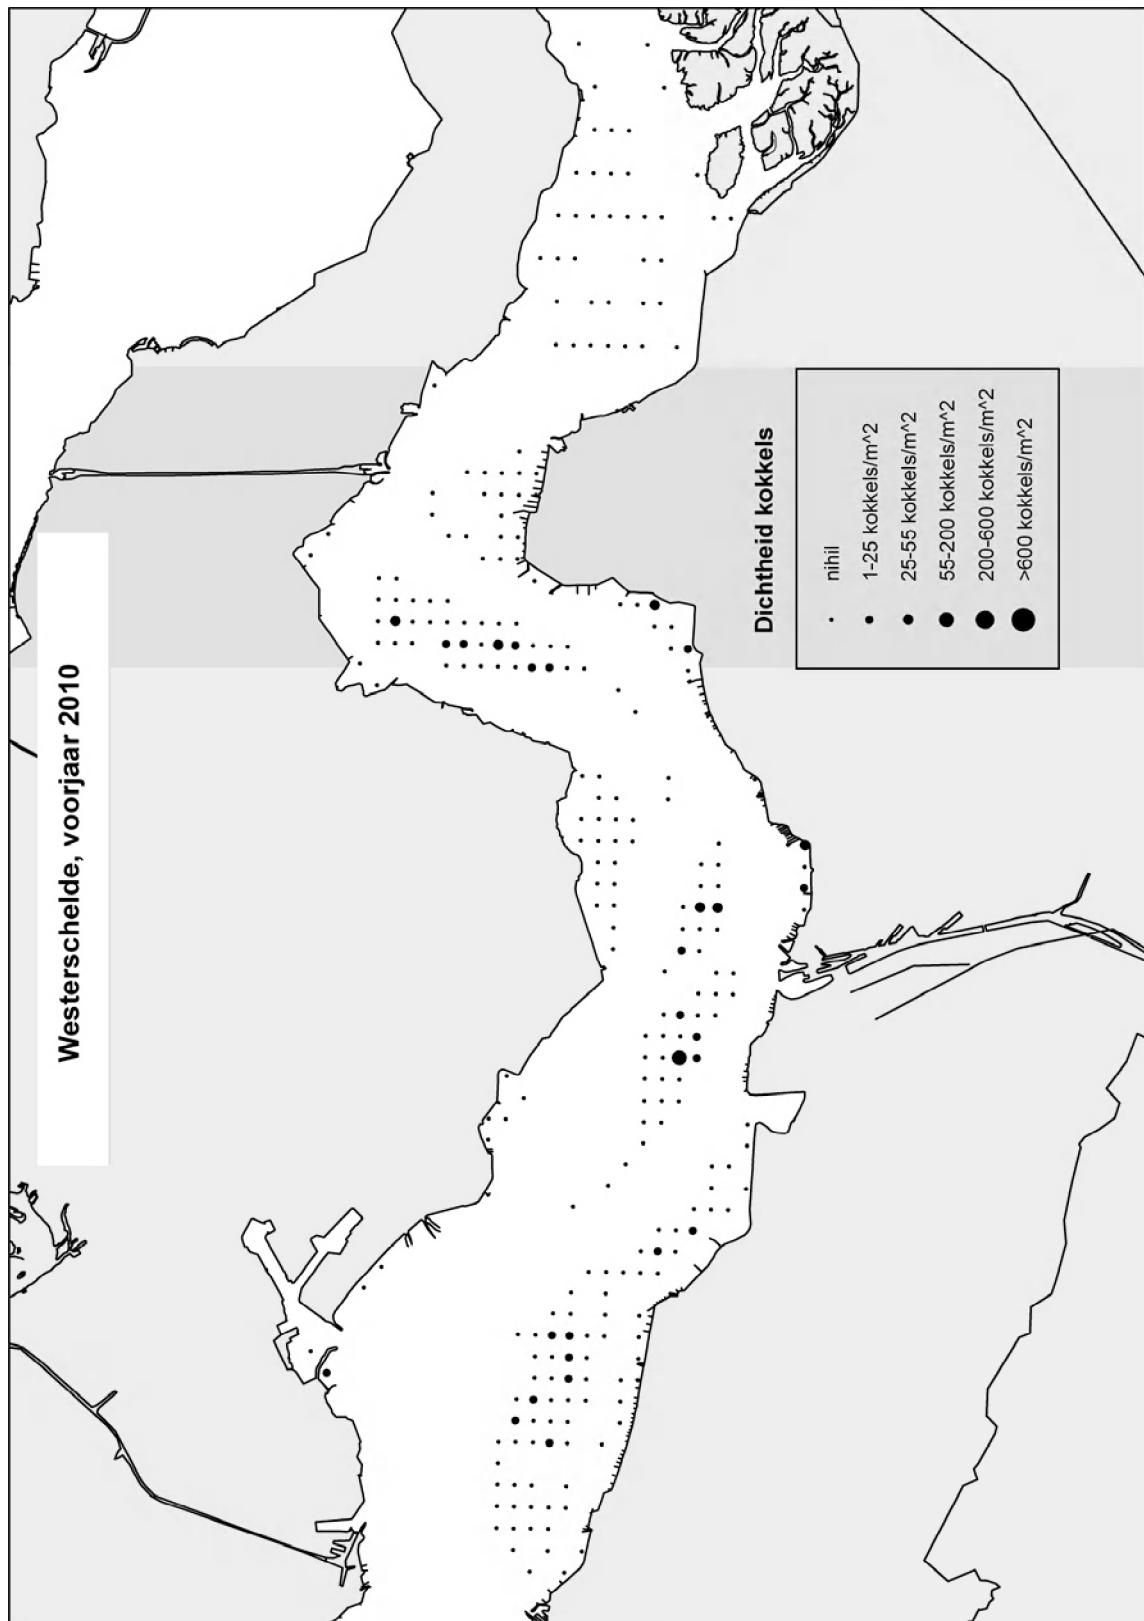 Westerschelde, voorjaar 2010
Dichtheid kokkels
nihil
1-25 kokkels/m^2
25-55 kokkels/m^2
55-200 kokkels/m^2
200-600 kokkels/m^2
>600 kokkels/m^2